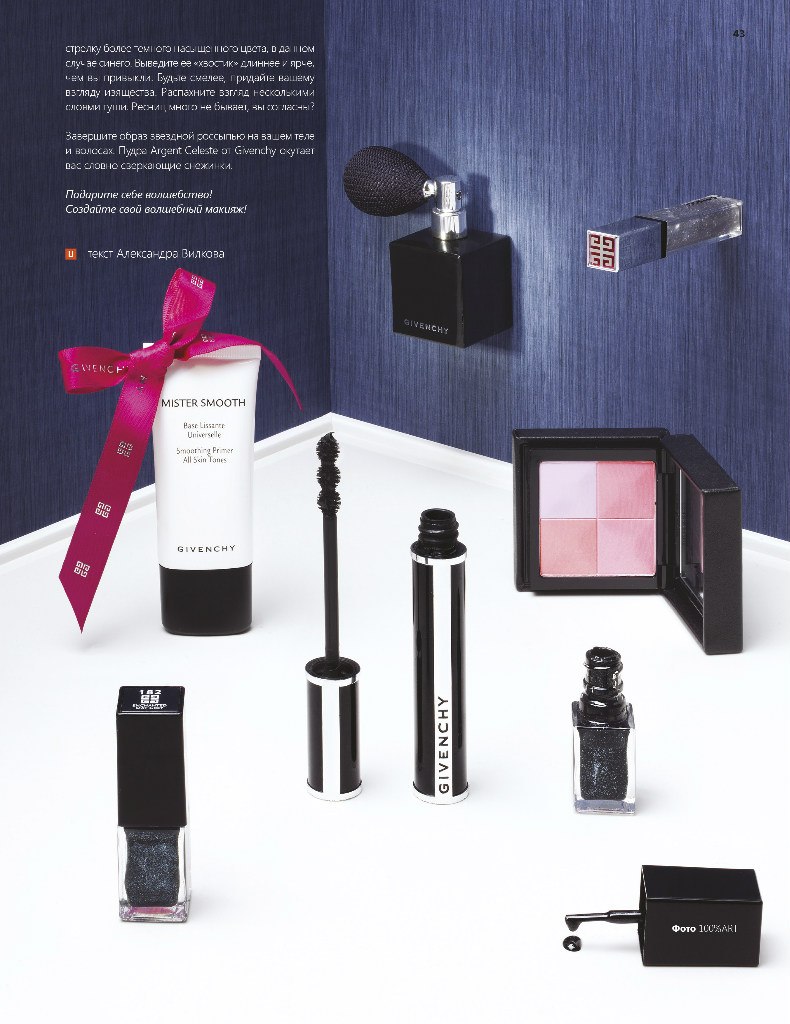 43
стрелку более темного насыщенного цвета, в данном
случае синего. Выведите ее «хвостик» длиннее и ярче,
чем вы привыкли. Будьте смелее, придайте вашему
взгляду изящества. Распахните взгляд несколькими
слоями туши. Ресниц много не бывает, вы согласны?
Завершите образ звездной россыпью на вашем теле
и волосах. Пудра Argent Celeste от Givenchy окутает
вас словно сверкающие снежинки.
Подарите себе волшебство!
Создайте свой волшебный макияж!
текст Александра Вилкова
GIVENCHY
GIVENCHY
MISTER SMOOTH
Base Lissante
Universelle
Smoothing Primer
All Skin Tones
GIVENCHY
GIVENCHY
182
Фото 100%ART